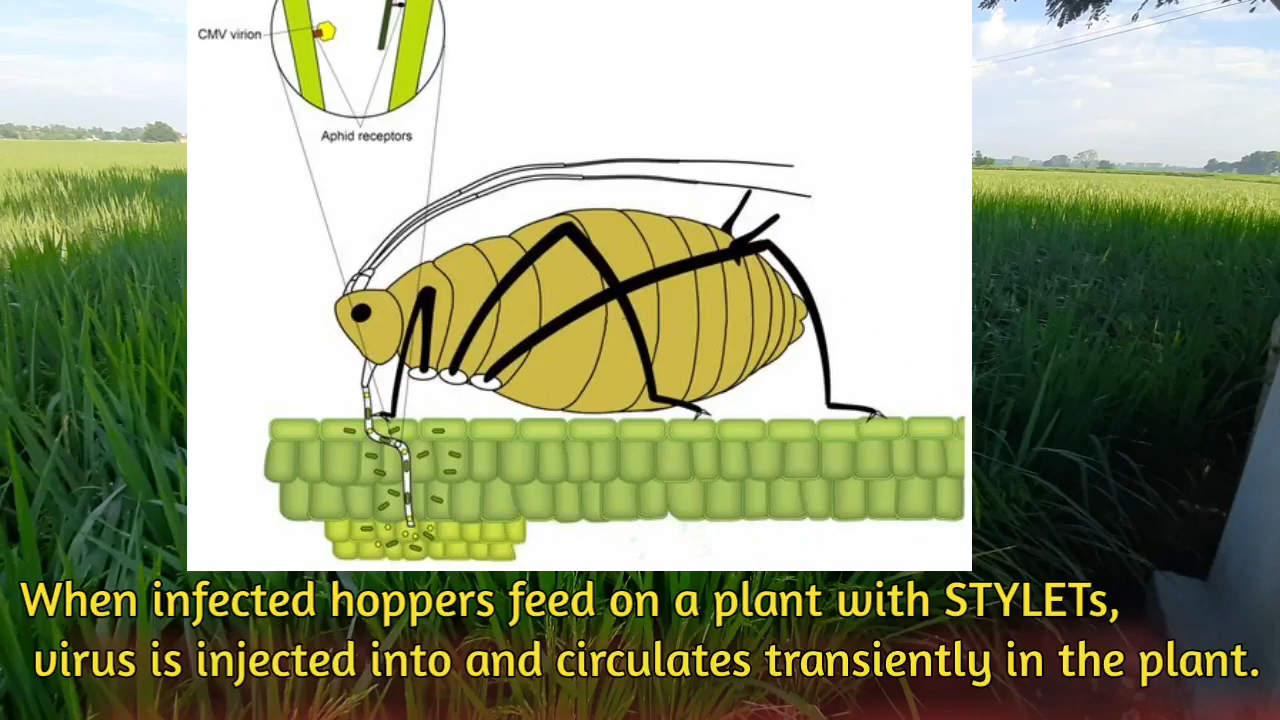 CMV virion
Aphid receptors
When infected hoppers feed on a plant with STYLETs,
virus is injected into and circulates transiently in the plant.